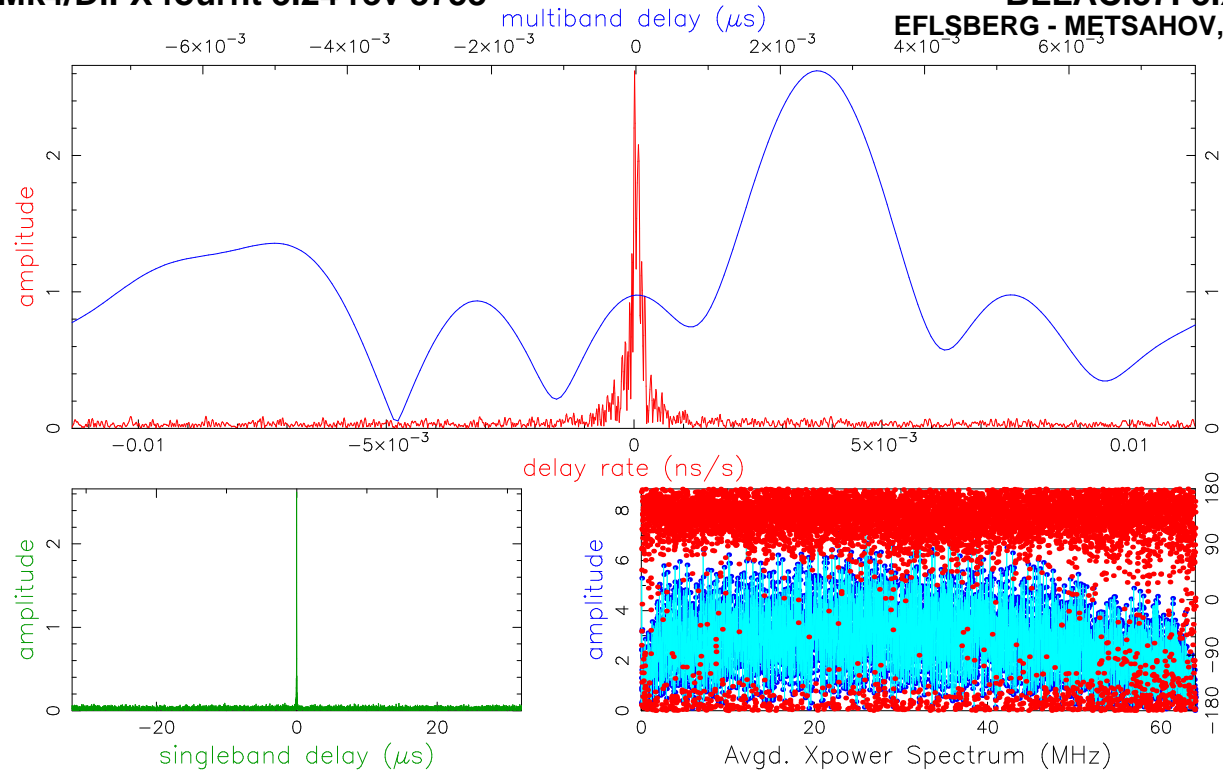 multiband delay (μs)
EFLSBERG - METSAHOV,
−6×10⁻³ −4×10⁻³ −2×10⁻³ 0 2×10⁻³ 4×10⁻³ 6×10⁻³
amplitude
0 1 2
0 1 2
−0.01 −5×10⁻³ 0 5×10⁻³ 0.01
delay rate (ns/s)
amplitude
0 1 2
−20 0 20
singleband delay (μs)
amplitude
0 2 4 6 8
−180 −90 0 90 180
0 20 40 60
Avgd. Xpower Spectrum (MHz)